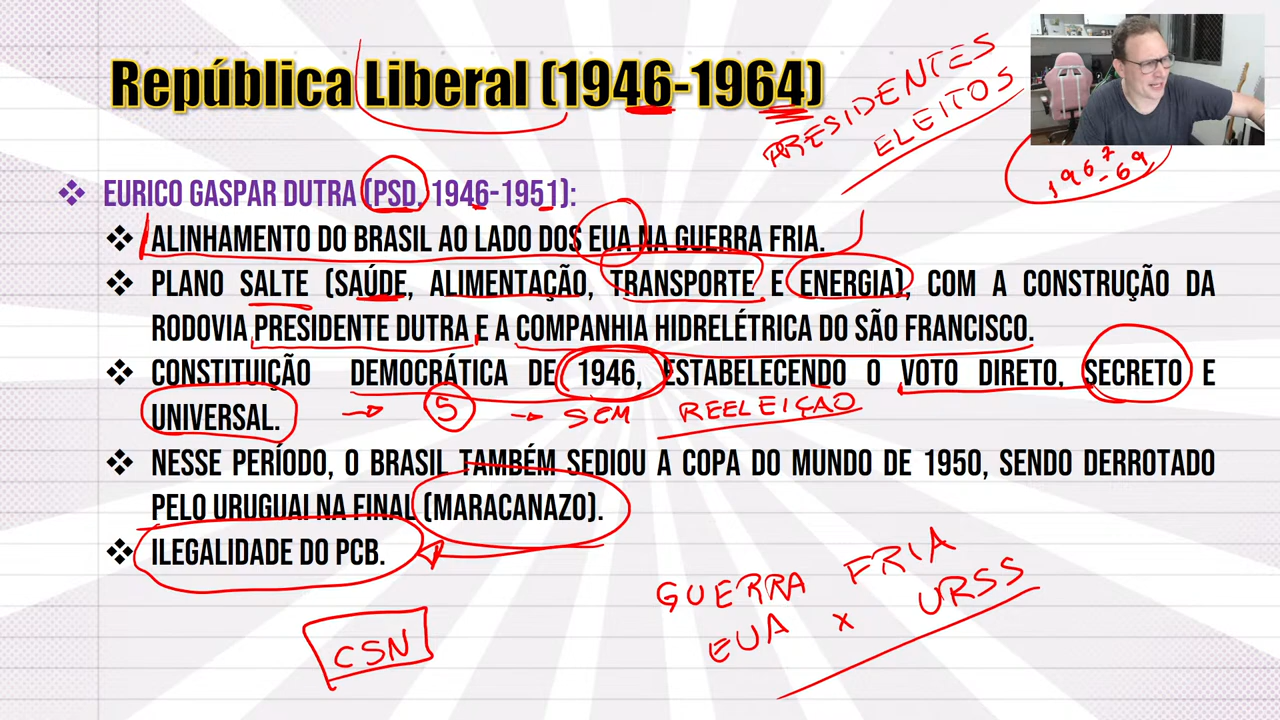 República Liberal (1946-1964)
PRESIDENTES
ELEITOS
1967
-69
❖ EURICO GASPAR DUTRA (PSD, 1946-1951):
❖ ALINHAMENTO DO BRASIL AO LADO DOS EUA NA GUERRA FRIA.
❖ PLANO SALTE (SAÚDE, ALIMENTAÇÃO, TRANSPORTE E ENERGIA), COM A CONSTRUÇÃO DA
RODOVIA PRESIDENTE DUTRA E A COMPANHIA HIDRELÉTRICA DO SÃO FRANCISCO.
❖ CONSTITUIÇÃO DEMOCRÁTICA DE 1946, ESTABELECENDO O VOTO DIRETO, SECRETO E
UNIVERSAL. → 5 → SEM REELEIÇÃO
❖ NESSE PERÍODO, O BRASIL TAMBÉM SEDIOU A COPA DO MUNDO DE 1950, SENDO DERROTADO
PELO URUGUAI NA FINAL (MARACANAZO).
❖ ILEGALIDADE DO PCB.
GUERRA FRIA
EUA x URSS
CSN